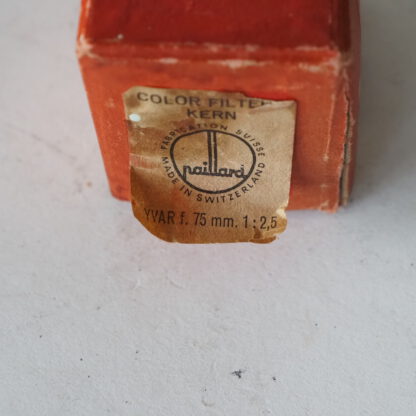 COLOR FILTER
KERN
FABRICATION SUISSE
paillard
MADE IN SWITZERLAND
YVAR f. 75 mm. 1:2,5